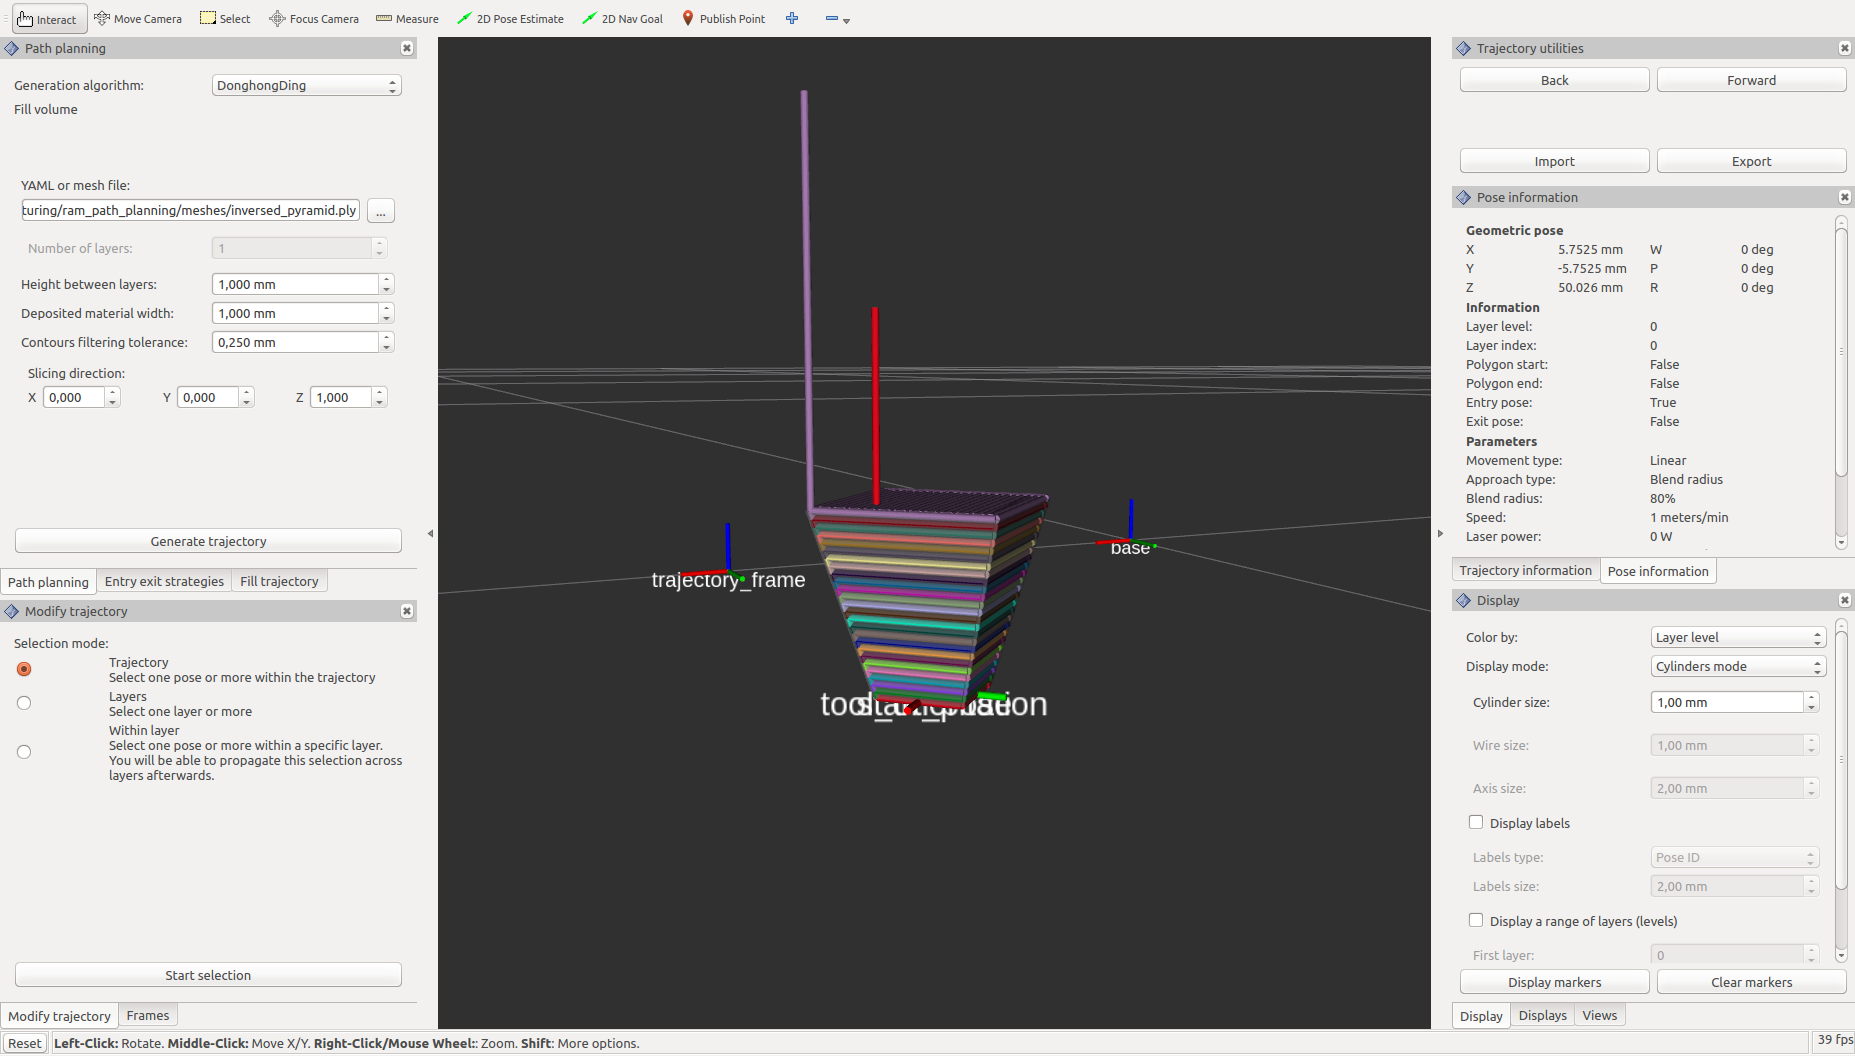 Interact Move Camera Select Focus Camera Measure 2D Pose Estimate 2D Nav Goal Publish Point
Path planning
Generation algorithm: DonghongDing
Fill volume
YAML or mesh file:
turing/ram_path_planning/meshes/inversed_pyramid.ply ...
Number of layers: 1
Height between layers: 1,000 mm
Deposited material width: 1,000 mm
Contours filtering tolerance: 0,250 mm
Slicing direction:
X 0,000 Y 0,000 Z 1,000
Generate trajectory
Path planning Entry exit strategies Fill trajectory
Modify trajectory
Selection mode:
Trajectory
Select one pose or more within the trajectory
Layers
Select one layer or more
Within layer
Select one pose or more within a specific layer.
You will be able to propagate this selection across
layers afterwards.
Start selection
Modify trajectory Frames
trajectory_frame
base
Trajectory utilities
Back Forward
Import Export
Pose information
Geometric pose
X 5.7525 mm W 0 deg
Y -5.7525 mm P 0 deg
Z 50.026 mm R 0 deg
Information
Layer level: 0
Layer index: 0
Polygon start: False
Polygon end: False
Entry pose: True
Exit pose: False
Parameters
Movement type: Linear
Approach type: Blend radius
Blend radius: 80%
Speed: 1 meters/min
Laser power: 0 W
Trajectory information Pose information
Display
Color by: Layer level
Display mode: Cylinders mode
Cylinder size: 1,00 mm
Wire size: 1,00 mm
Axis size: 2,00 mm
Display labels
Labels type: Pose ID
Labels size: 2,00 mm
Display a range of layers (levels)
First layer: 0
Display markers Clear markers
Display Displays Views
Reset Left-Click: Rotate. Middle-Click: Move X/Y. Right-Click/Mouse Wheel:: Zoom. Shift: More options. 39 fps